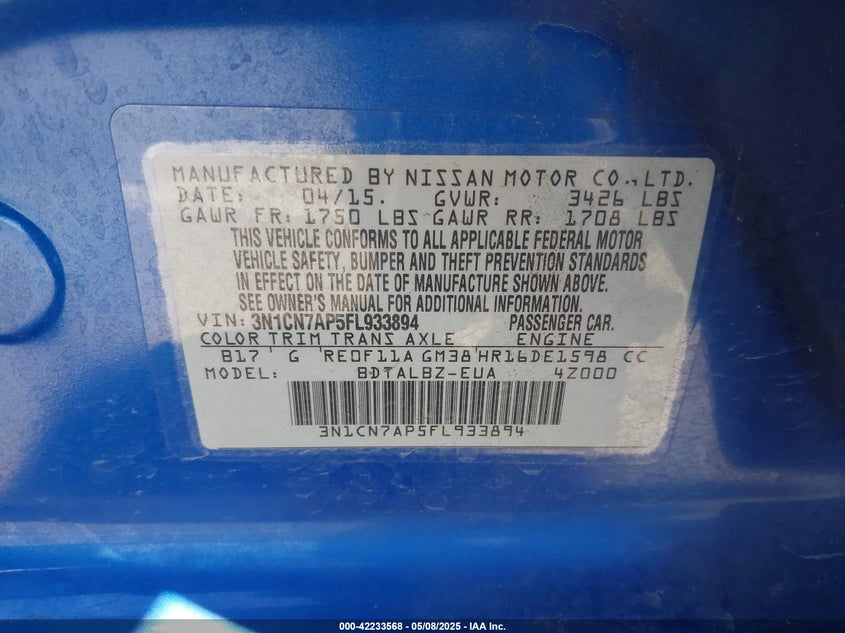 MANUFACTURED BY NISSAN MOTOR CO., LTD.
DATE: 04/15. GVWR: 3426 LBS
GAWR FR: 1750 LBS GAWR RR: 1708 LBS
THIS VEHICLE CONFORMS TO ALL APPLICABLE FEDERAL MOTOR
VEHICLE SAFETY, BUMPER AND THEFT PREVENTION STANDARDS
IN EFFECT ON THE DATE OF MANUFACTURE SHOWN ABOVE.
SEE OWNER'S MANUAL FOR ADDITIONAL INFORMATION.
VIN: 3N1CN7AP5FL933894 PASSENGER CAR.
COLOR TRIM TRANS AXLE ENGINE
B17 G RE0F11A GM38 HR16DE1598 CC
MODEL: BDTALBZ-EUA 4Z000
3N1CN7AP5FL933894
000-42233568 | 05/08/2025 - IAA Inc.